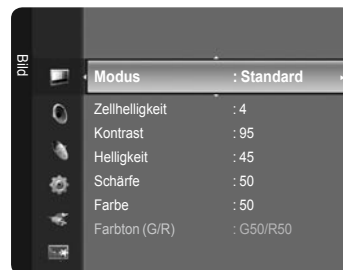 Bild
Modus : Standard
Zellhelligkeit : 4
Kontrast : 95
Helligkeit : 45
Schärfe : 50
Farbe : 50
Farbton (G/R) : G50/R50